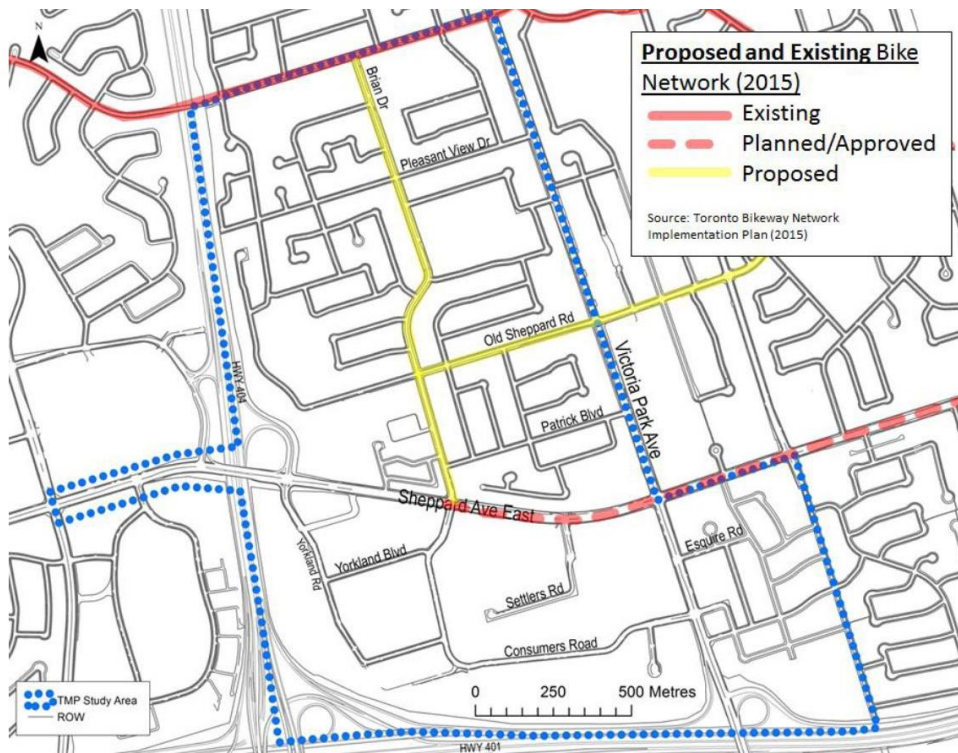 N
Proposed and Existing Bike
Network (2015)
Existing
Planned/Approved
Proposed
Source: Toronto Bikeway Network
Implementation Plan (2015)
Brian Dr
Pleasant View Dr
Old Sheppard Rd
HWY 404
Victoria Park Ave
Patrick Blvd
Sheppard Ave East
Yorkland Rd
Yorkland Blvd
Esquire Rd
Settlers Rd
Consumers Road
0 250 500 Metres
TMP Study Area
ROW
HWY 401